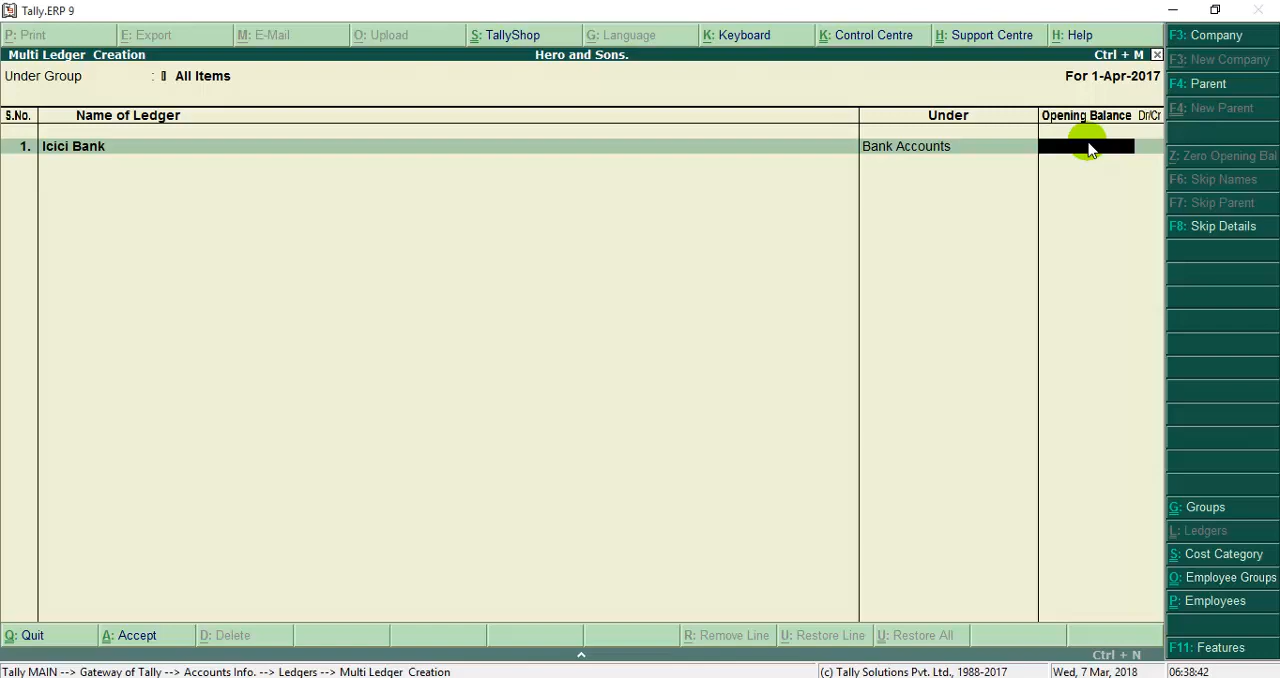 Tally.ERP 9
P: Print
E: Export
M: E-Mail
O: Upload
S: TallyShop
G: Language
K: Keyboard
K: Control Centre
H: Support Centre
H: Help
F3: Company
Multi Ledger Creation
Hero and Sons.
Ctrl + M
F3: New Company
Under Group : All Items
For 1-Apr-2017
F4: Parent
F4: New Parent
S.No.
Name of Ledger
Under
Opening Balance
Dr/Cr
1. Icici Bank
Bank Accounts
Z: Zero Opening Bal
F6: Skip Names
F7: Skip Parent
F8: Skip Details
G: Groups
L: Ledgers
S: Cost Category
O: Employee Groups
P: Employees
F11: Features
Q: Quit
A: Accept
D: Delete
R: Remove Line
U: Restore Line
U: Restore All
Ctrl + N
Tally MAIN --> Gateway of Tally --> Accounts Info. --> Ledgers --> Multi Ledger Creation
(c) Tally Solutions Pvt. Ltd., 1988-2017
Wed, 7 Mar, 2018
06:38:42